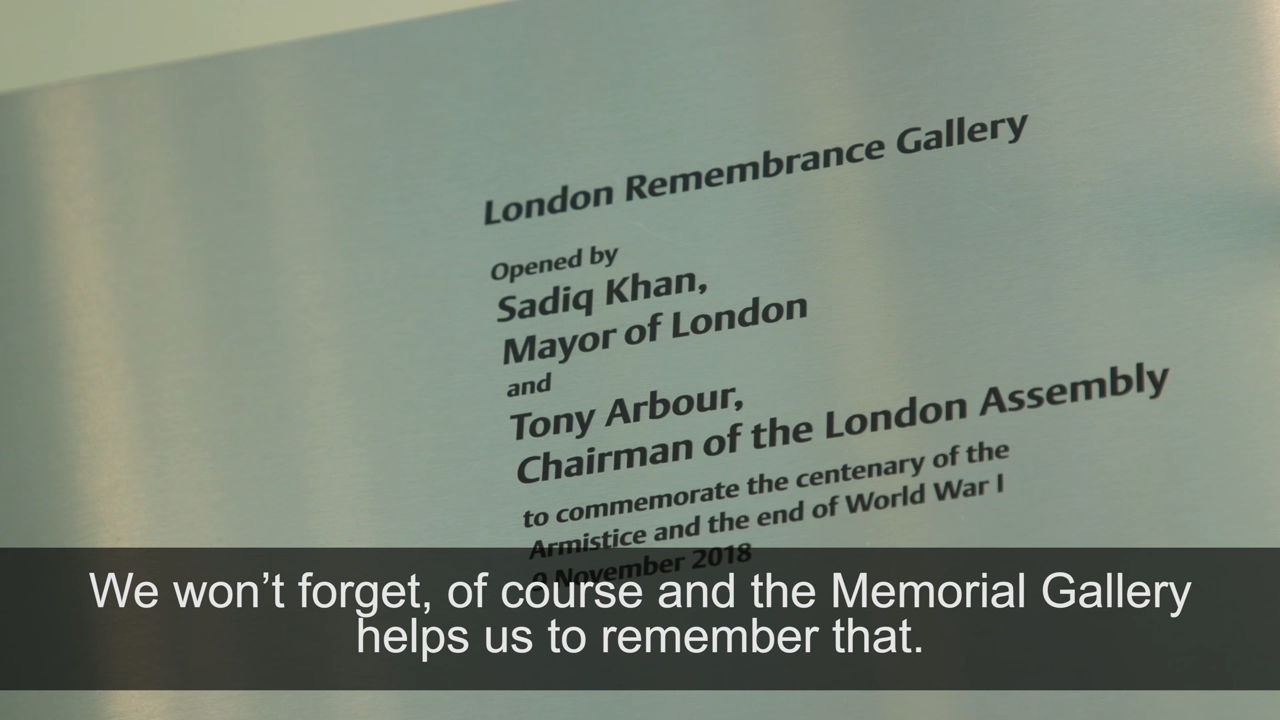 London Remembrance Gallery
Opened by
Sadiq Khan,
Mayor of London
and
Tony Arbour,
Chairman of the London Assembly
to commemorate the centenary of the
Armistice and the end of World War I
9 November 2018
We won’t forget, of course and the Memorial Gallery
helps us to remember that.